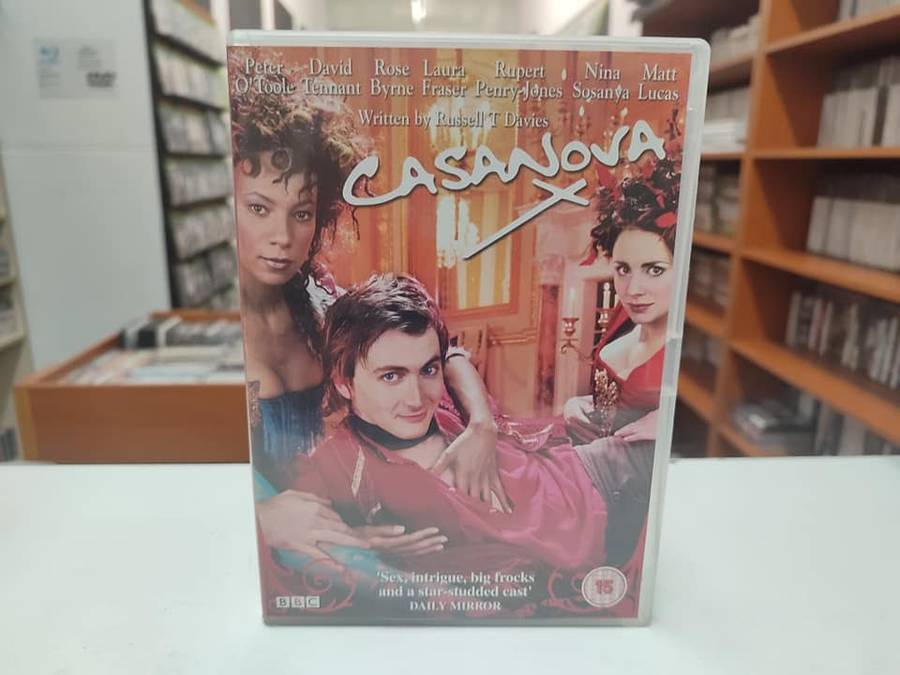 Peter David Rose Laura Rupert Nina Matt
O'Toole Tennant Byrne Fraser Penry-Jones Sosanya Lucas
Written by Russell T Davies
CASANOVA
'Sex, intrigue, big frocks
and a star-studded cast'
DAILY MIRROR
BBC
15